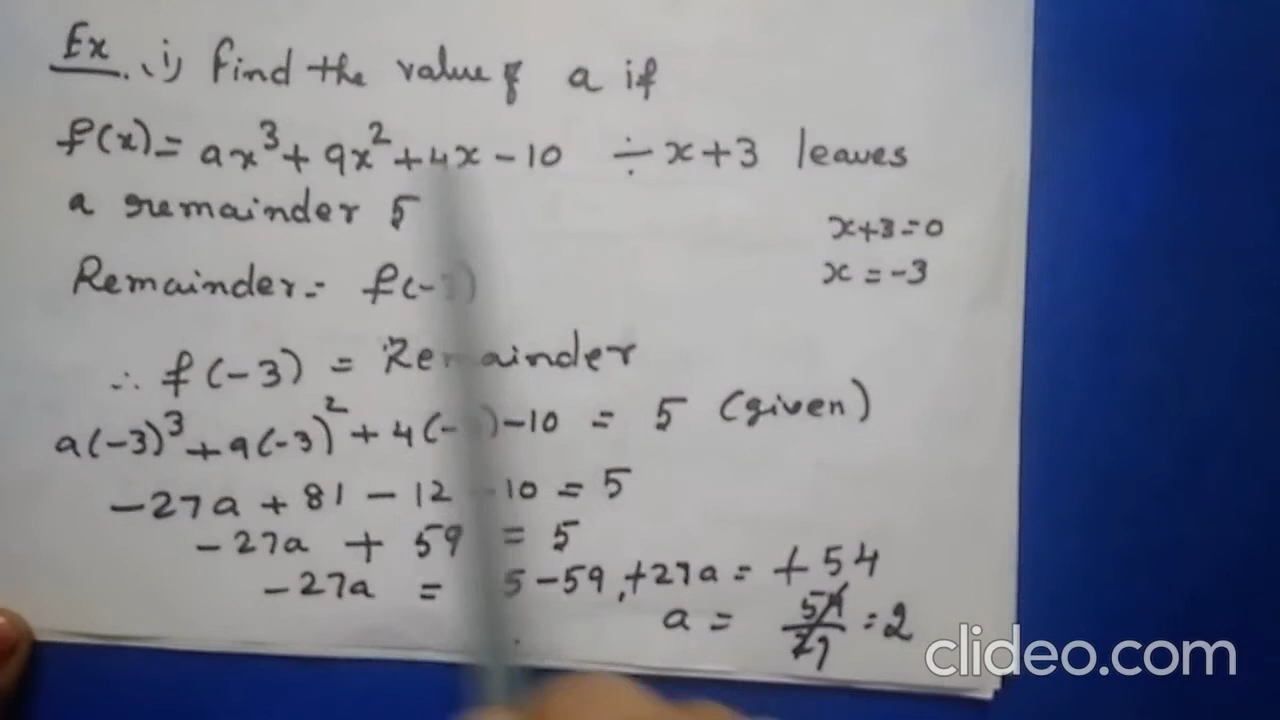 Ex. (i) Find the value of a if
f(x) = ax³ + 9x² + 4x - 10 ÷ x + 3 leaves
a remainder 5
x+3=0
x = -3
Remainder = f(-3)
∴ f(-3) = Remainder
a(-3)³ + 9(-3)² + 4(- ) - 10 = 5 (given)
-27a + 81 - 12 - 10 = 5
-27a + 59 = 5
-27a = 5-59, +27a = +54
a = 54/27 = 2
clideo.com